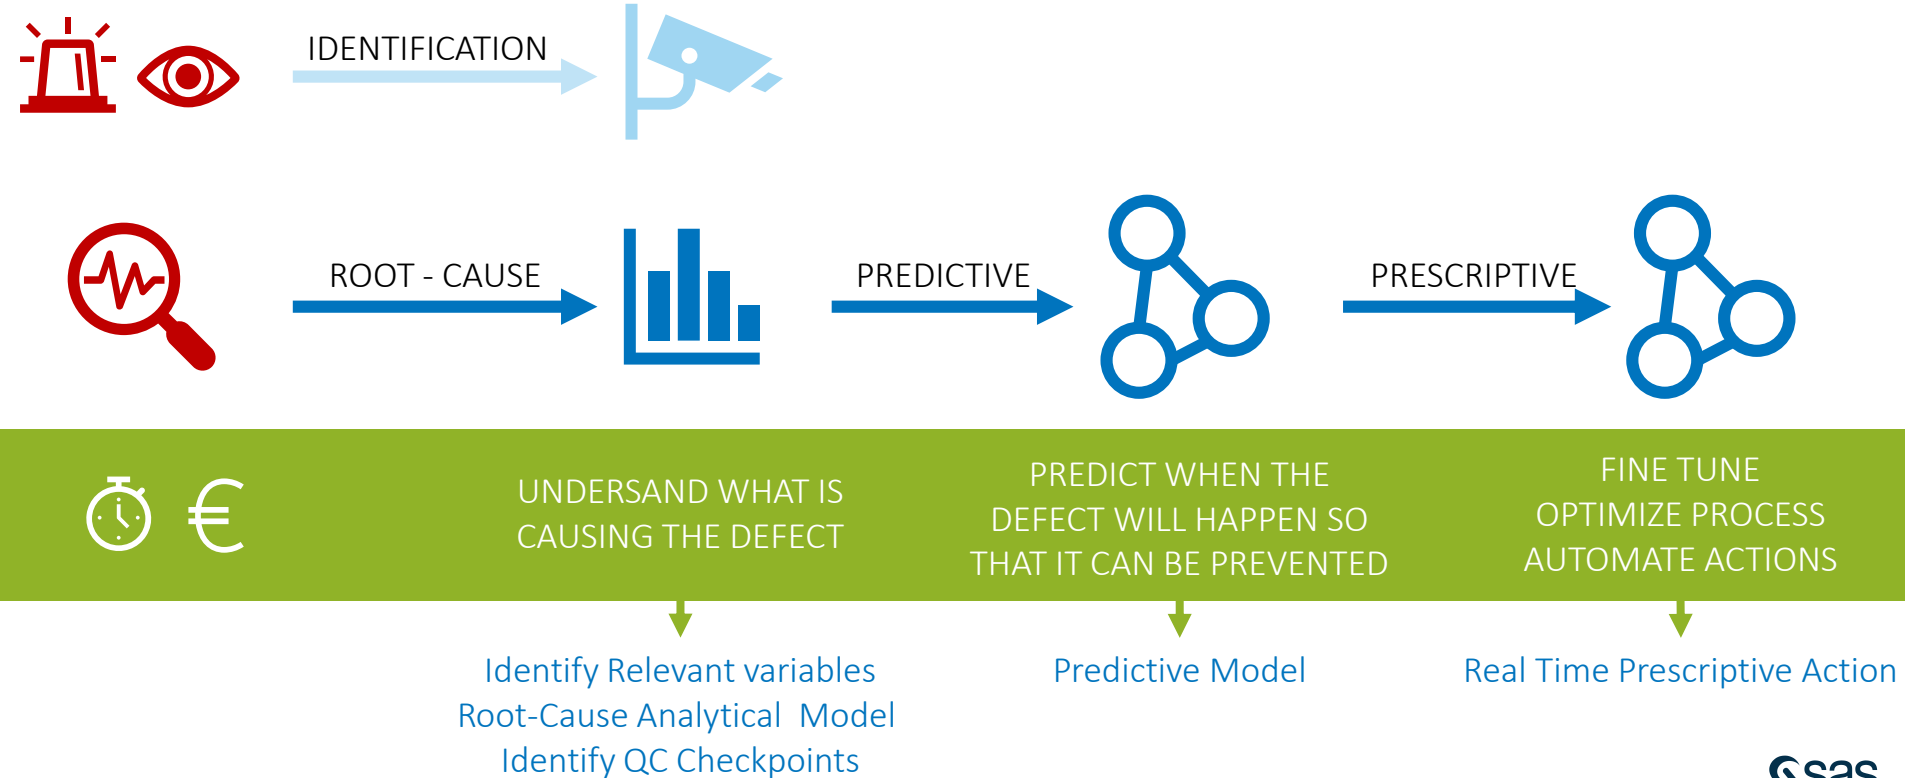 IDENTIFICATION
ROOT - CAUSE
PREDICTIVE
PRESCRIPTIVE
UNDERSAND WHAT IS
CAUSING THE DEFECT
PREDICT WHEN THE
DEFECT WILL HAPPEN SO
THAT IT CAN BE PREVENTED
FINE TUNE
OPTIMIZE PROCESS
AUTOMATE ACTIONS
€
Identify Relevant variables
Root-Cause Analytical Model
Identify QC Checkpoints
Predictive Model
Real Time Prescriptive Action
sas